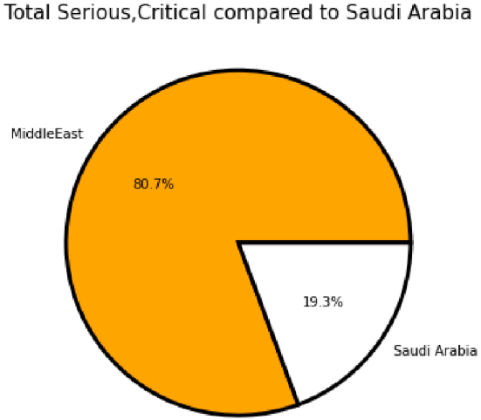 Total Serious,Critical compared to Saudi Arabia
MiddleEast
80.7%
19.3%
Saudi Arabia